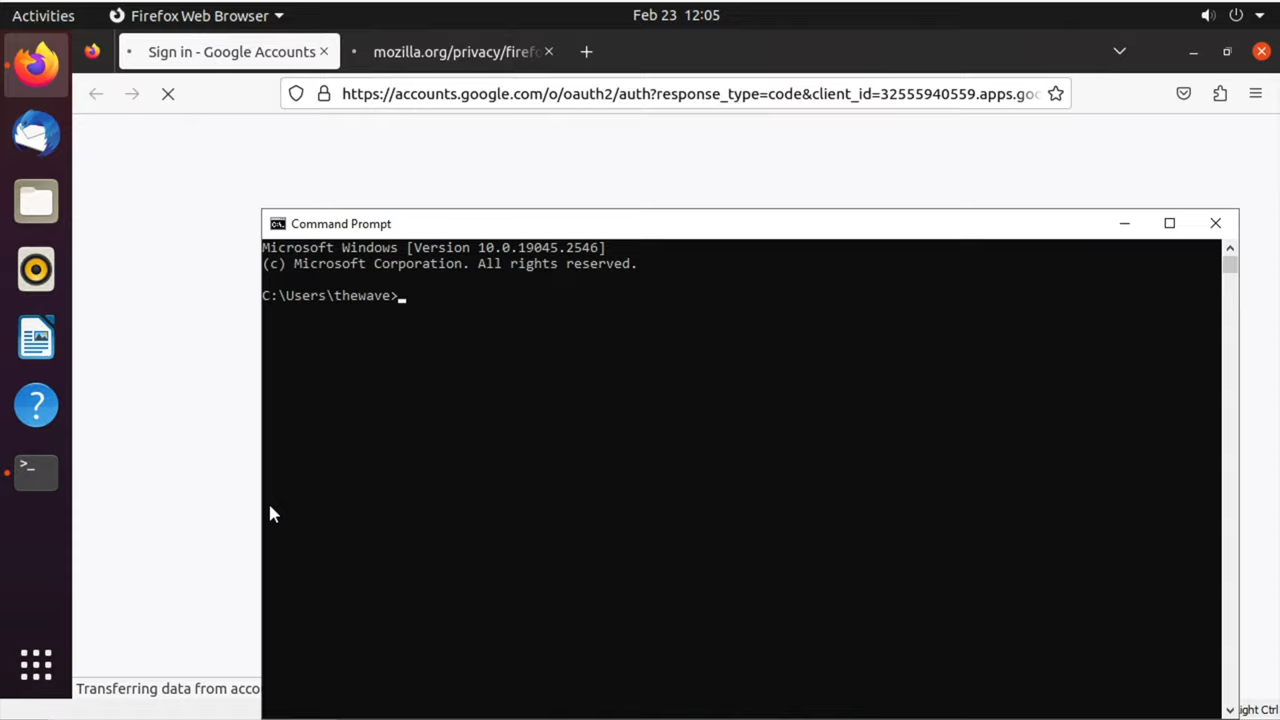 Activities
Firefox Web Browser
Feb 23 12:05
Sign in - Google Accounts
mozilla.org/privacy/firef
https://accounts.google.com/o/oauth2/auth?response_type=code&client_id=32555940559.apps.goo
Command Prompt
Microsoft Windows [Version 10.0.19045.2546]
(c) Microsoft Corporation. All rights reserved.
C:\Users\thewave>
Transferring data from acco
ight Ctrl